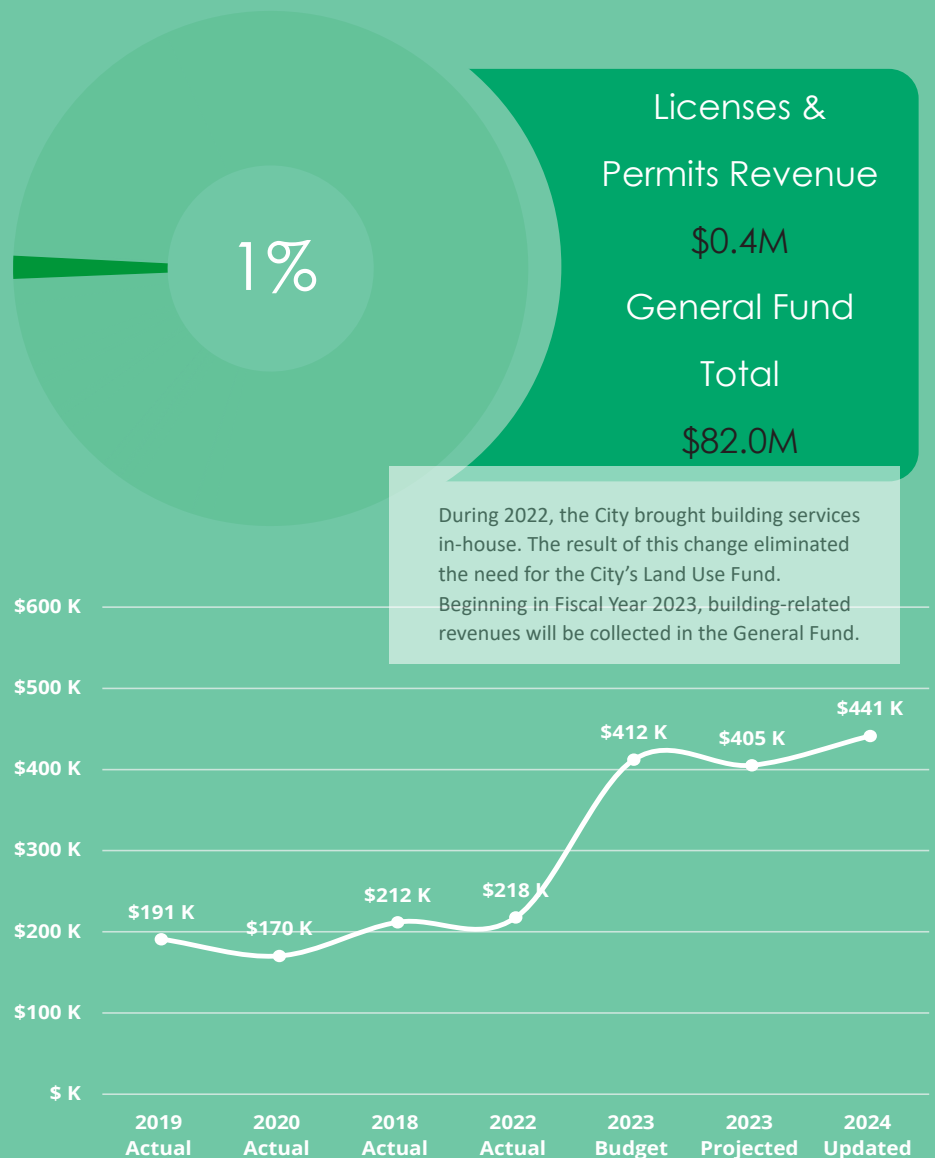 Licenses &
Permits Revenue
$0.4M
General Fund
Total
$82.0M
1%
During 2022, the City brought building services
in-house. The result of this change eliminated
the need for the City's Land Use Fund.
Beginning in Fiscal Year 2023, building-related
revenues will be collected in the General Fund.
$600 K
$500 K
$400 K
$300 K
$200 K
$100 K
$ K
$191 K
$170 K
$212 K
$218 K
$412 K
$405 K
$441 K
2019
Actual
2020
Actual
2018
Actual
2022
Actual
2023
Budget
2023
Projected
2024
Updated